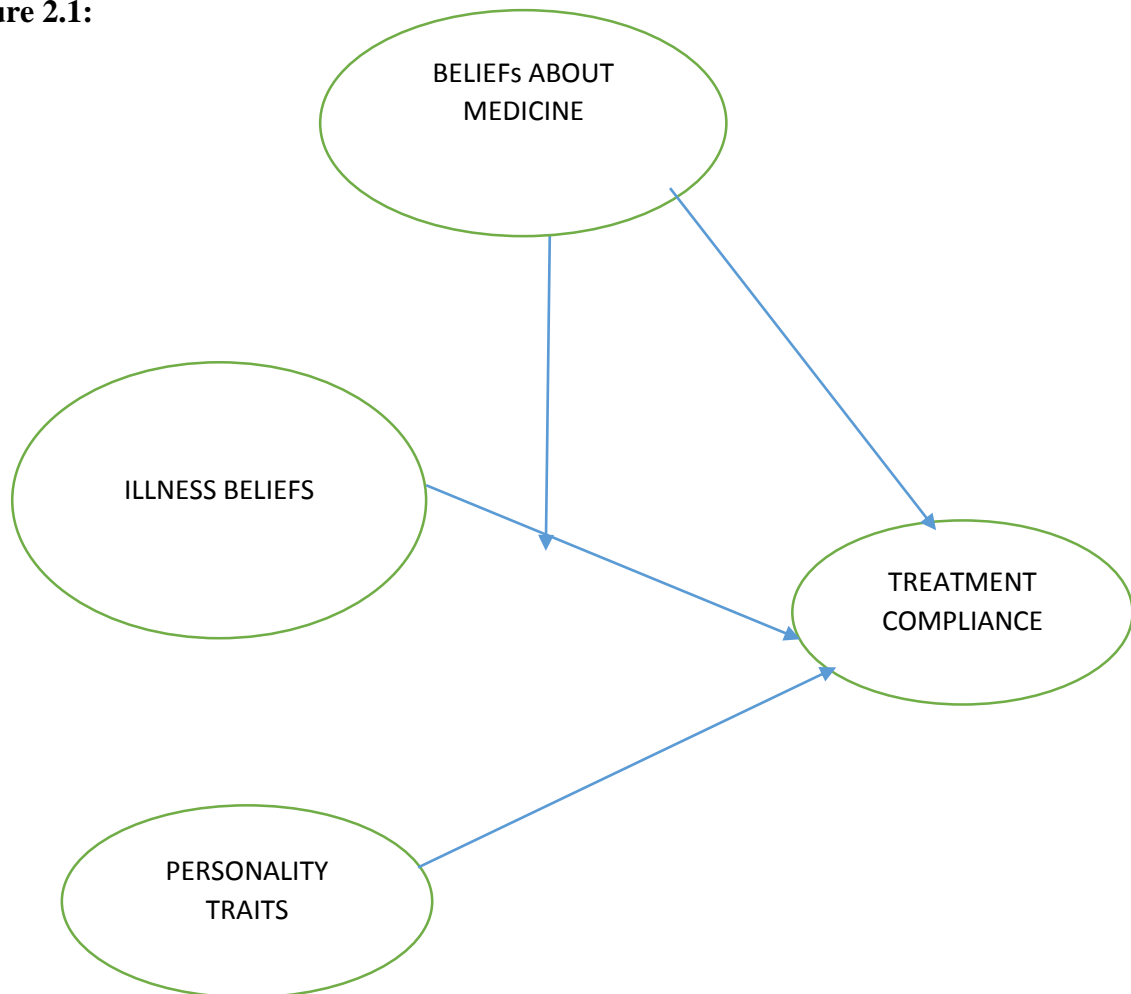 ure 2.1:
BELIEFs ABOUT
MEDICINE
ILLNESS BELIEFS
TREATMENT
COMPLIANCE
PERSONALITY
TRAITS